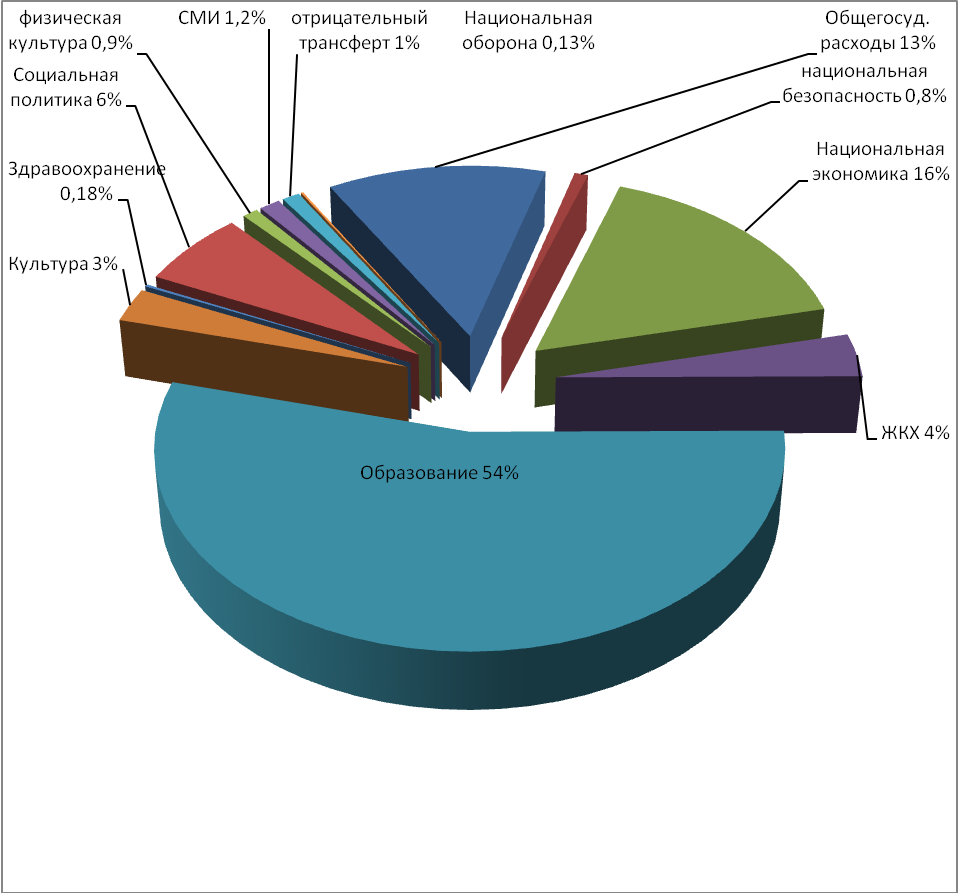 физическая
культура 0,9%
СМИ 1,2%
отрицательный
трансферт 1%
Национальная
оборона 0,13%
Общегосуд.
расходы 13%
национальная
безопасность 0,8%
Социальная
политика 6%
Национальная
экономика 16%
Здравоохранение
0,18%
Культура 3%
ЖКХ 4%
Образование 54%